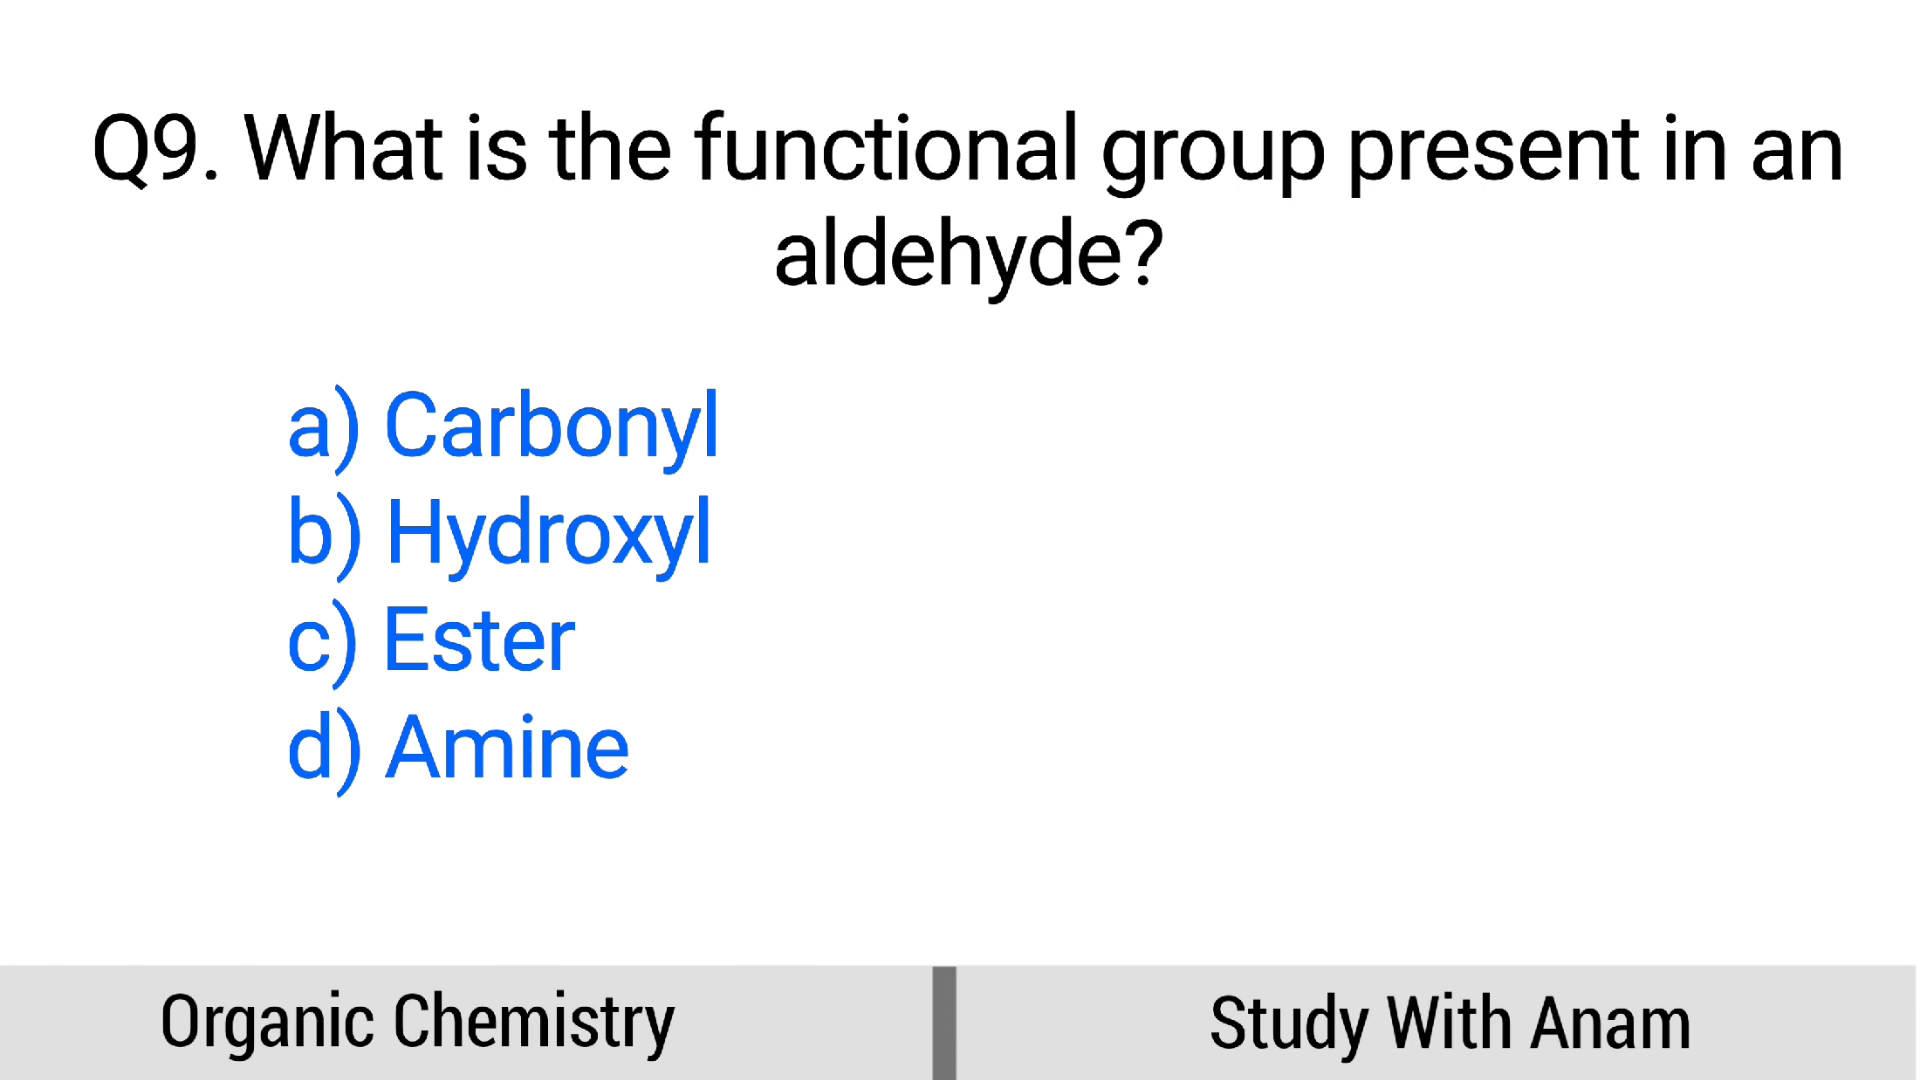 Q9. What is the functional group present in an
aldehyde?
a) Carbonyl
b) Hydroxyl
c) Ester
d) Amine
Organic Chemistry
Study With Anam